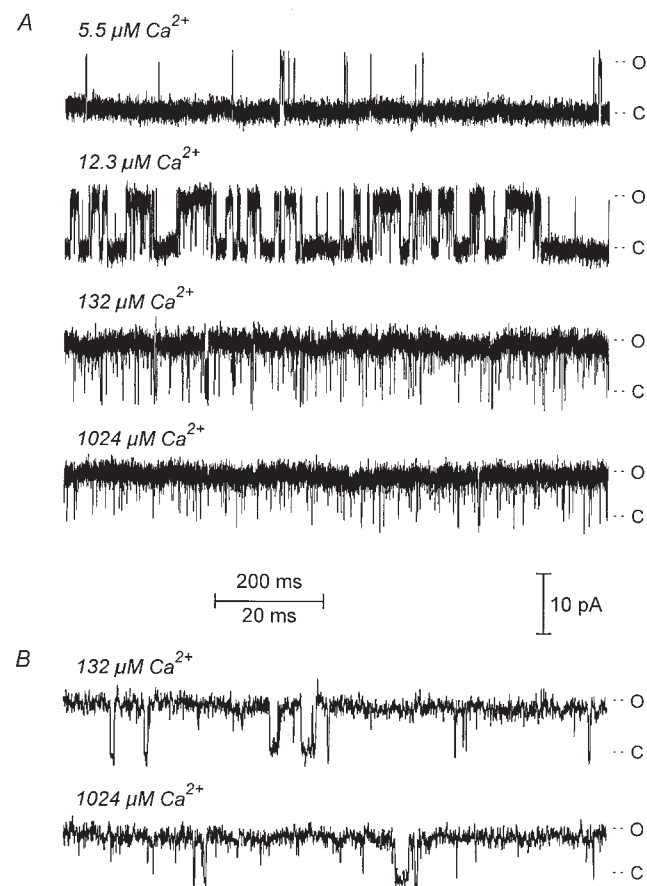 A
5.5 µM Ca2+
-- O
-- C
12.3 µM Ca2+
-- O
-- C
132 µM Ca2+
-- O
-- C
1024 µM Ca2+
-- O
-- C
200 ms
20 ms
10 pA
B
132 µM Ca2+
-- O
-- C
1024 µM Ca2+
-- O
-- C